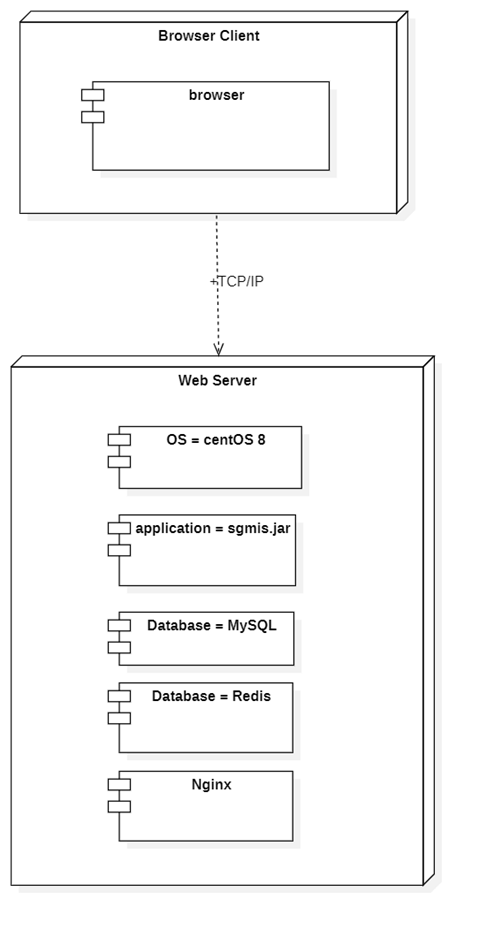 Browser Client
browser
+TCP/IP
Web Server
OS = centOS 8
application = sgmis.jar
Database = MySQL
Database = Redis
Nginx